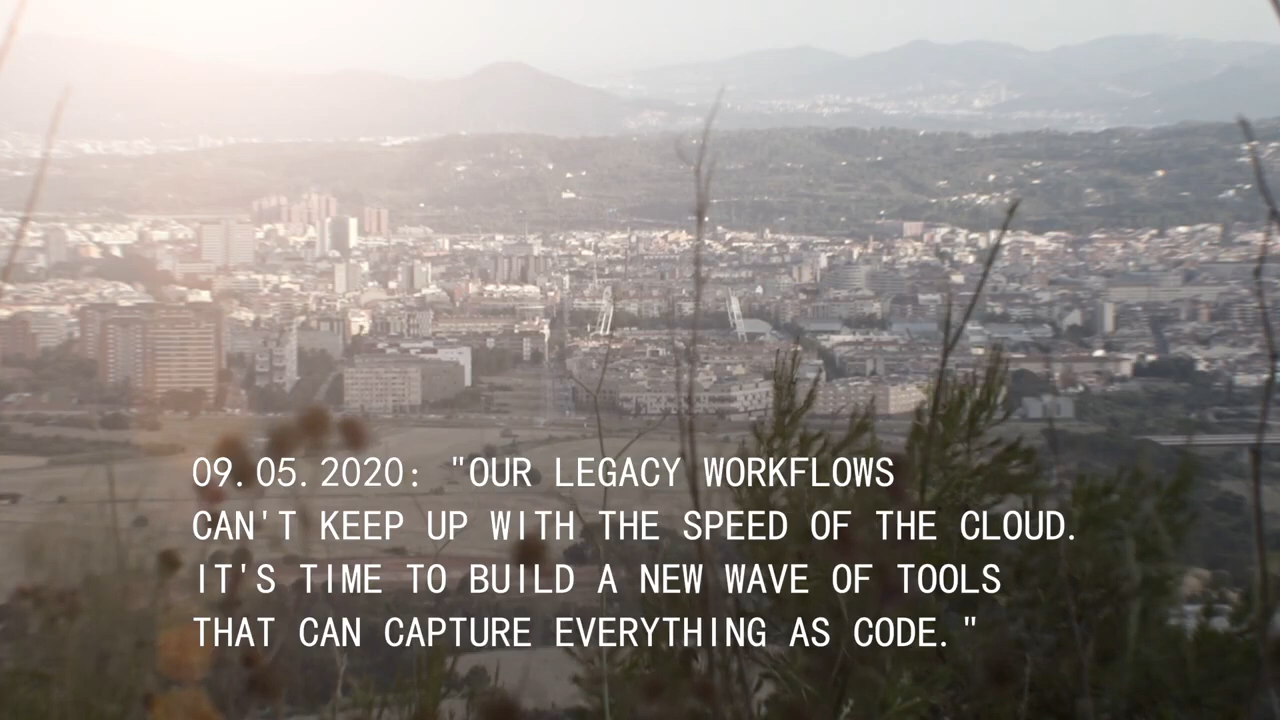 09.05.2020: "OUR LEGACY WORKFLOWS
CAN'T KEEP UP WITH THE SPEED OF THE CLOUD.
IT'S TIME TO BUILD A NEW WAVE OF TOOLS
THAT CAN CAPTURE EVERYTHING AS CODE."